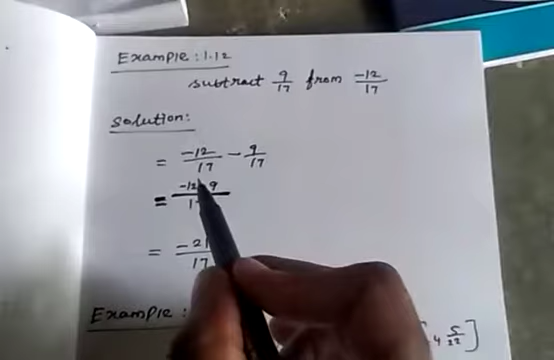 Example: 1.12
subtract 9/17 from -12/17
Solution:
= -12/17 - 9/17
= -12 9
= -21/17
Example:
4 5/22]